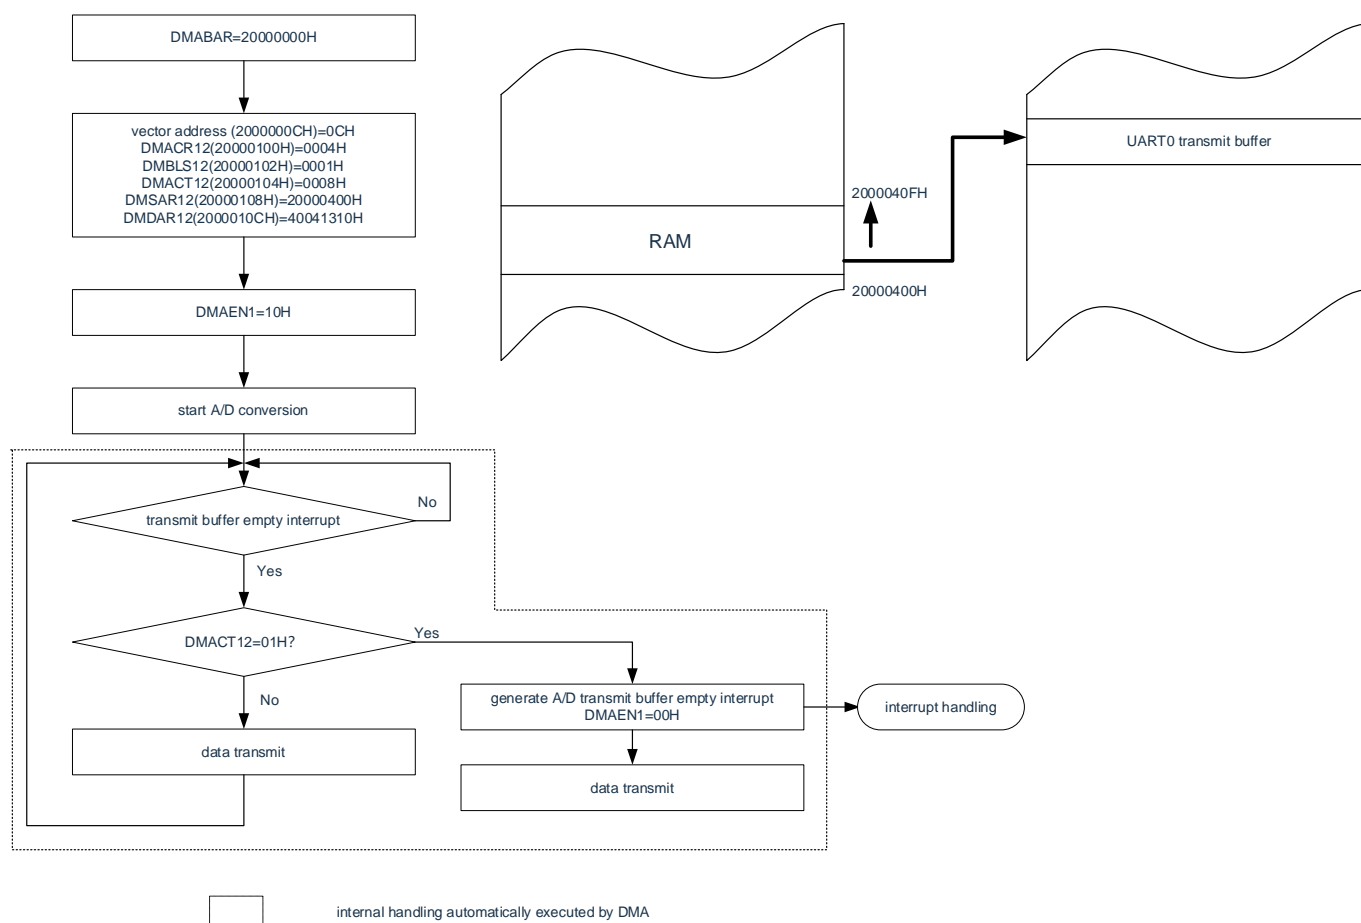 DMABAR=20000000H
vector address (2000000CH)=0CH
DMACR12(20000100H)=0004H
DMBLS12(20000102H)=0001H
DMACT12(20000104H)=0008H
DMSAR12(20000108H)=20000400H
DMDAR12(2000010CH)=40041310H
DMAEN1=10H
start A/D conversion
transmit buffer empty interrupt
No
Yes
DMACT12=01H?
Yes
No
data transmit
generate A/D transmit buffer empty interrupt
DMAEN1=00H
data transmit
interrupt handling
RAM
2000040FH
20000400H
UART0 transmit buffer
internal handling automatically executed by DMA